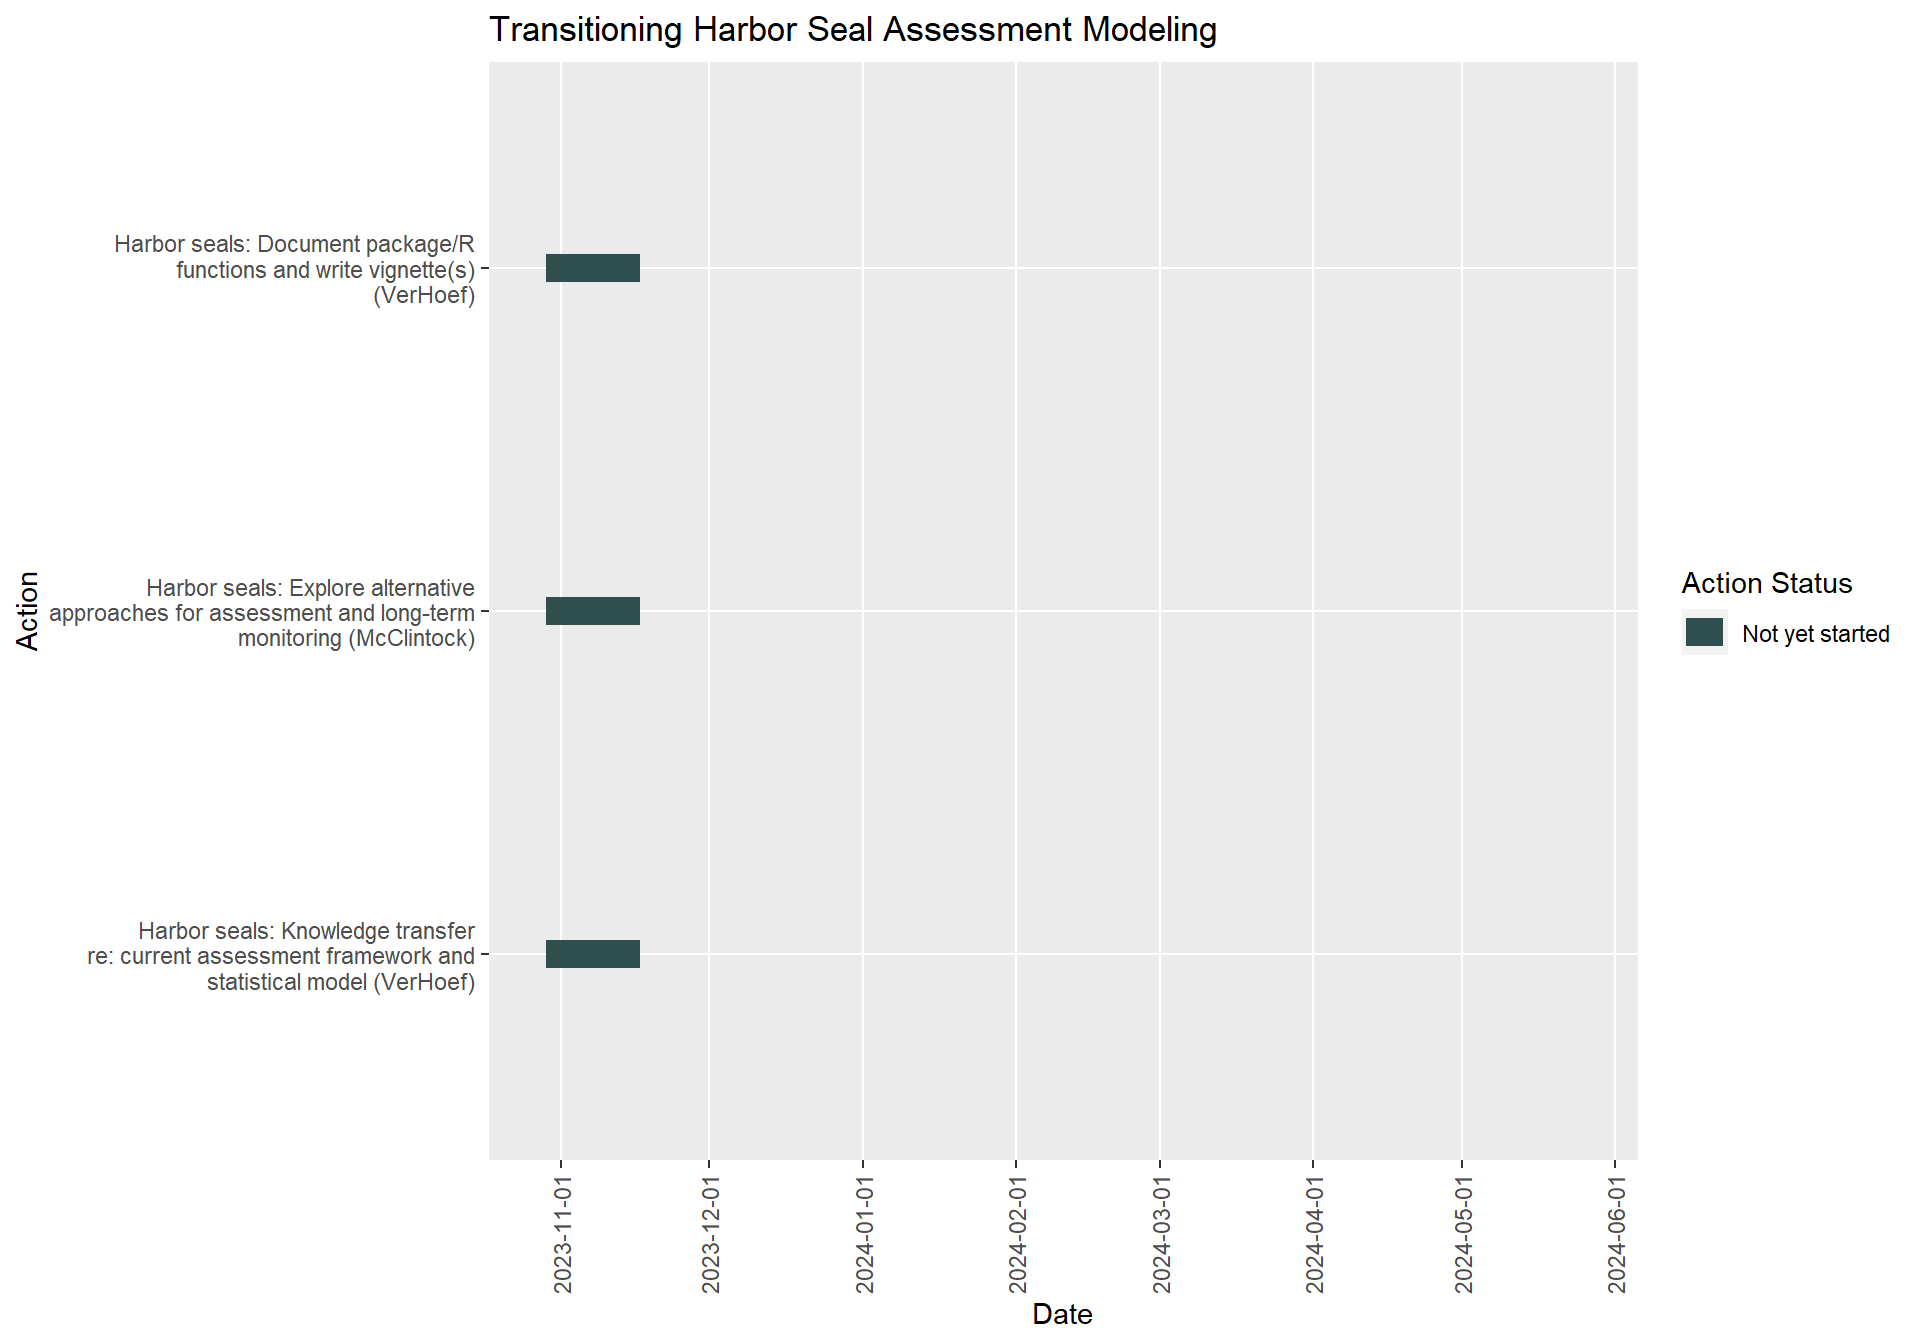 Transitioning Harbor Seal Assessment Modeling
Harbor seals: Document package/R
functions and write vignette(s)
(VerHoef)
Harbor seals: Explore alternative
approaches for assessment and long-term
monitoring (McClintock)
Harbor seals: Knowledge transfer
re: current assessment framework and
statistical model (VerHoef)
Action
2023-11-01
2023-12-01
2024-01-01
2024-02-01
2024-03-01
2024-04-01
2024-05-01
2024-06-01
Date
Action Status
Not yet started